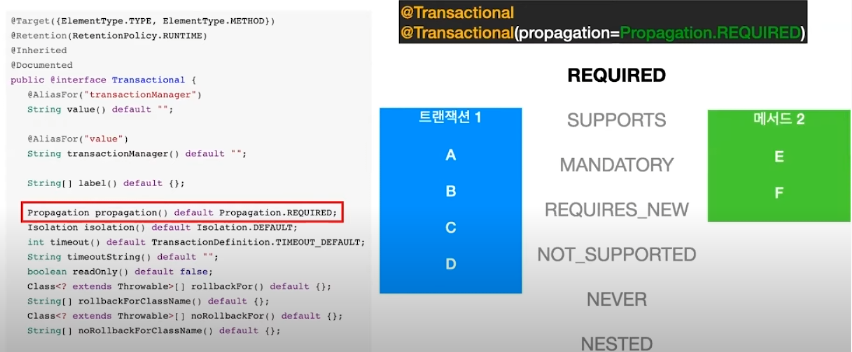 @Target({ElementType.TYPE, ElementType.METHOD})
@Retention(RetentionPolicy.RUNTIME)
@Inherited
@Documented
public @interface Transactional {
@AliasFor("transactionManager")
String value() default "";
@AliasFor("value")
String transactionManager() default "";
String[] label() default {};
Propagation propagation() default Propagation.REQUIRED;
Isolation isolation() default Isolation.DEFAULT;
int timeout() default TransactionDefinition.TIMEOUT_DEFAULT;
String timeoutString() default "";
boolean readOnly() default false;
Class<? extends Throwable>[] rollbackFor() default {};
String[] rollbackForClassName() default {};
Class<? extends Throwable>[] noRollbackFor() default {};
String[] noRollbackForClassName() default {};
@Transactional
@Transactional(propagation=Propagation.REQUIRED)
트랜잭션 1
A
B
C
D
REQUIRED
SUPPORTS
MANDATORY
REQUIRES_NEW
NOT_SUPPORTED
NEVER
NESTED
메서드 2
E
F